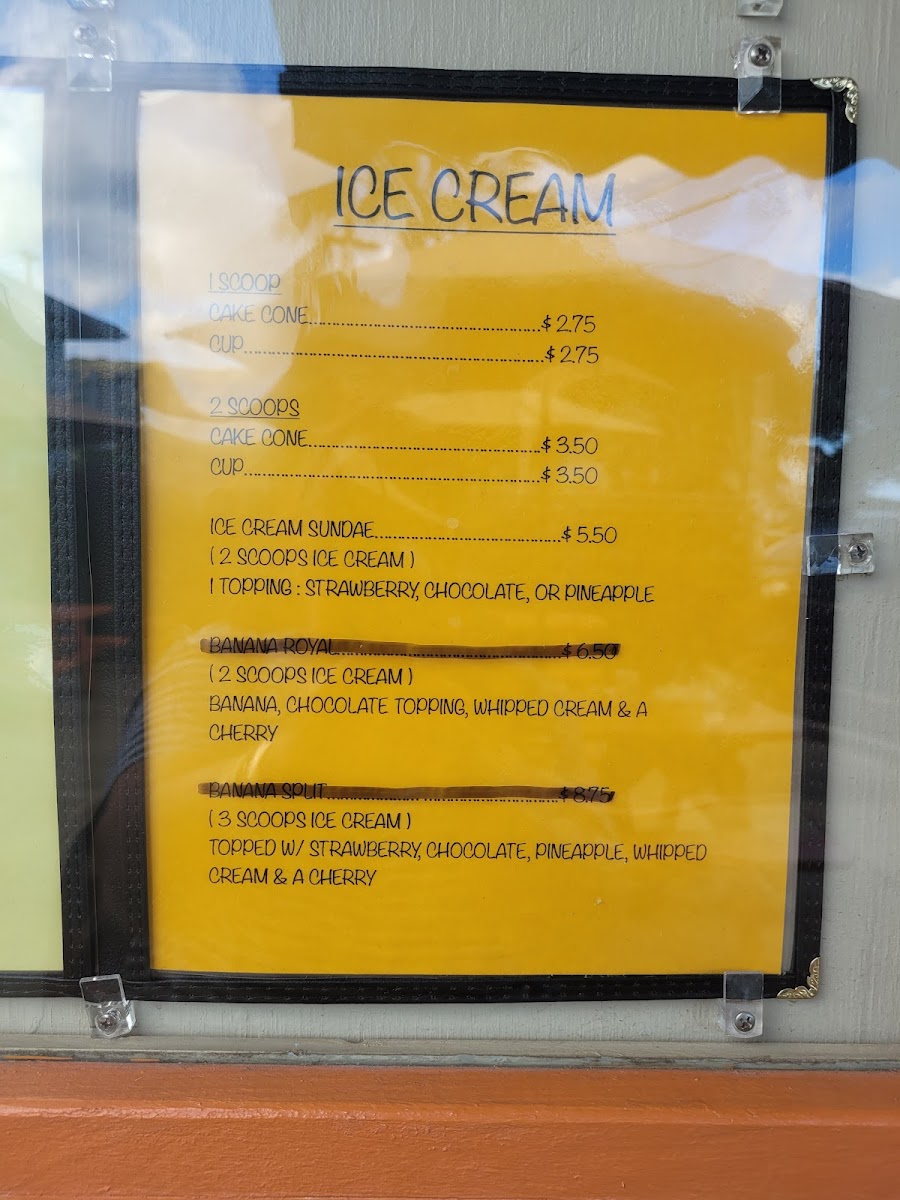 ICE CREAM
1 SCOOP
CAKE CONE........................................$ 2.75
CUP....................................................$ 2.75
2 SCOOPS
CAKE CONE........................................$ 3.50
CUP....................................................$ 3.50
ICE CREAM SUNDAE................................$ 5.50
( 2 SCOOPS ICE CREAM )
1 TOPPING : STRAWBERRY, CHOCOLATE, OR PINEAPPLE
BANANA ROYAL........................................$ 6.50
( 2 SCOOPS ICE CREAM )
BANANA, CHOCOLATE TOPPING, WHIPPED CREAM & A
CHERRY
BANANA SPLIT........................................$ 8.75
( 3 SCOOPS ICE CREAM )
TOPPED W/ STRAWBERRY, CHOCOLATE, PINEAPPLE, WHIPPED
CREAM & A CHERRY